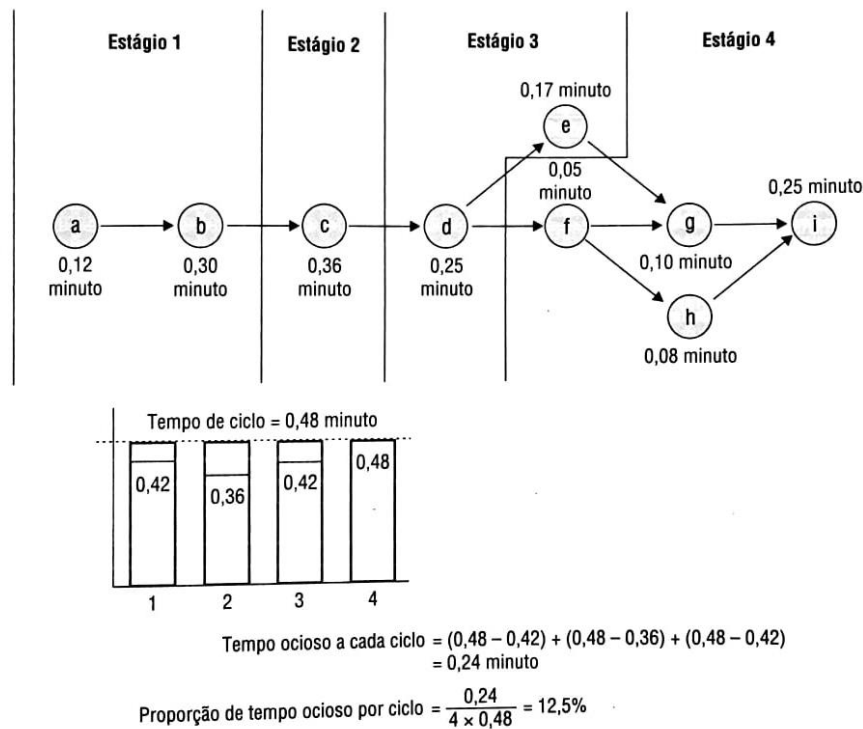 Estágio 1
Estágio 2
Estágio 3
Estágio 4
0,17 minuto
e
0,05
minuto
0,25 minuto
a
b
c
d
f
g
i
0,12
minuto
0,30
minuto
0,36
minuto
0,25
minuto
0,10 minuto
h
0,08 minuto
Tempo de ciclo = 0,48 minuto
0,42
0,36
0,42
0,48
1
2
3
4
Tempo ocioso a cada ciclo = (0,48 – 0,42) + (0,48 – 0,36) + (0,48 – 0,42)
= 0,24 minuto
Proporção de tempo ocioso por ciclo = 0,24 / 4 × 0,48 = 12,5%